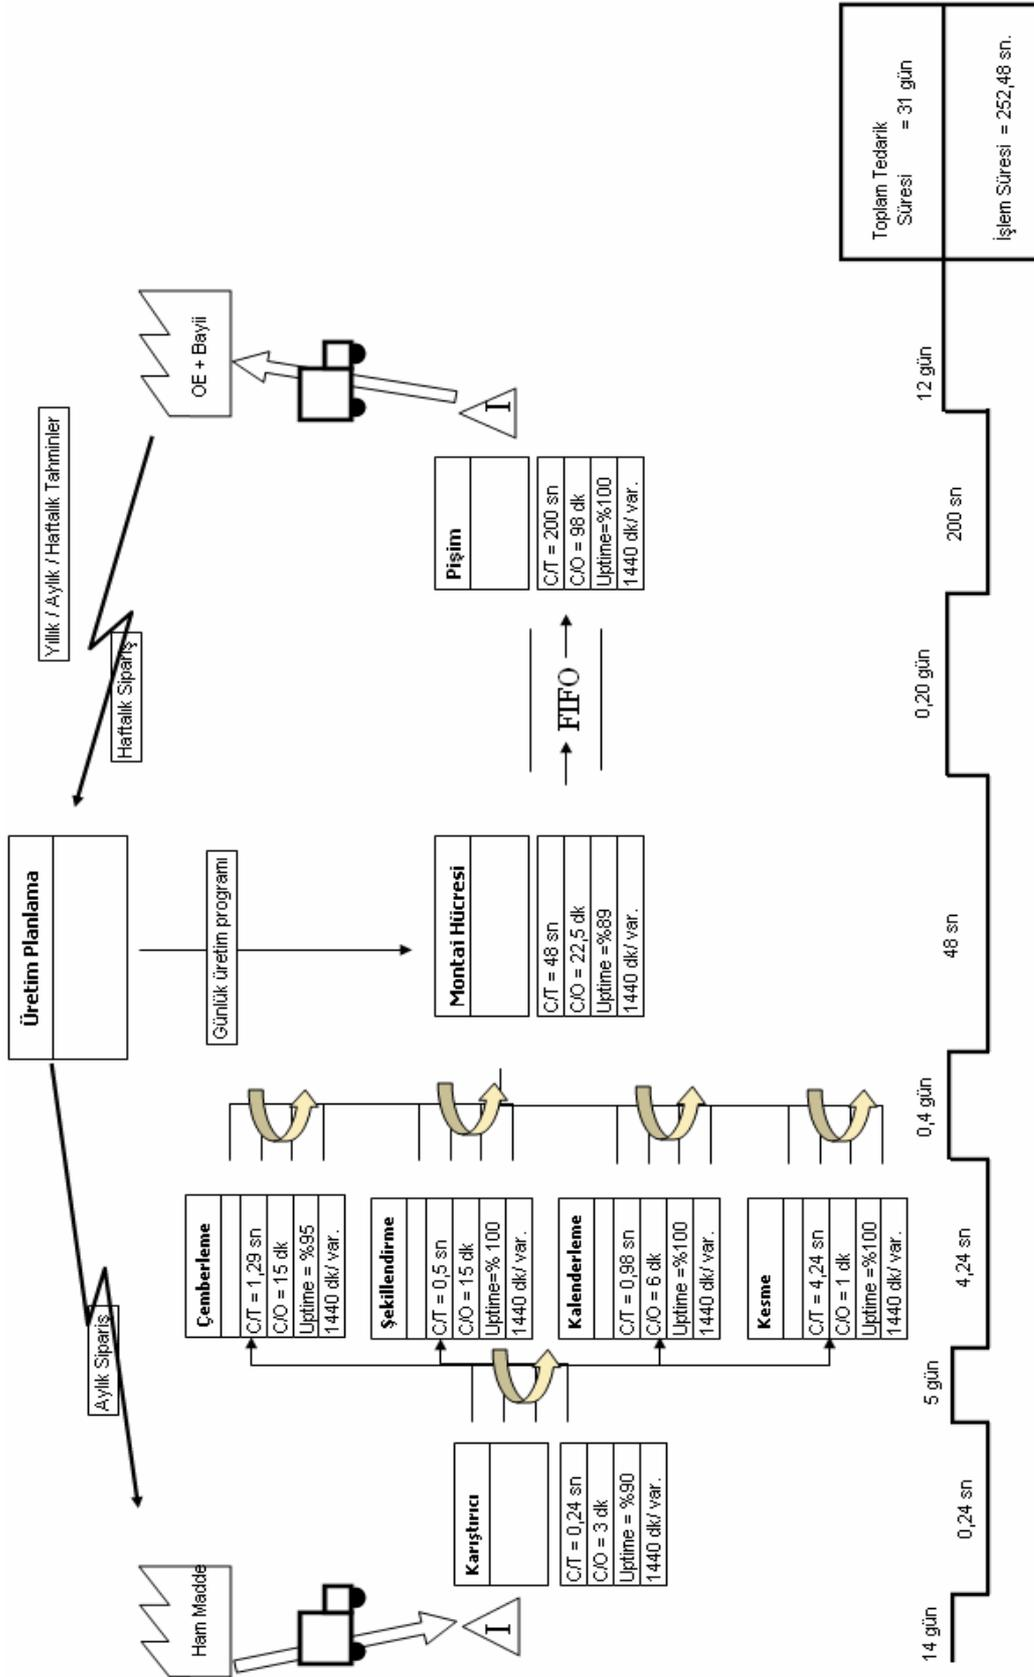 Üretim Planlama
Aylık Sipariş
Haftalık Sipariş
Yıllık / Aylık / Haftalık Tahminler
Günlük üretim programı
Ham Madde
OE + Bayii
I
Karıştırıcı
C/T = 0,24 sn
C/O = 3 dk
Uptime = %90
1440 dk/ var.
Çemberleme
C/T = 1,29 sn
C/O = 15 dk
Uptime = %95
1440 dk/ var.
Şekillendirme
C/T = 0,5 sn
C/O = 15 dk
Uptime=% 100
1440 dk/ var.
Kalenderleme
C/T = 0,98 sn
C/O = 6 dk
Uptime =%100
1440 dk/ var.
Kesme
C/T = 4,24 sn
C/O = 1 dk
Uptime =%100
1440 dk/ var.
Montaj Hücresi
C/T = 48 sn
C/O = 22,5 dk
Uptime =%89
1440 dk/ var.
FIFO
Pişim
C/T = 200 sn
C/O = 98 dk
Uptime=%100
1440 dk/ var.
I
14 gün
0,24 sn
5 gün
4,24 sn
0,4 gün
48 sn
0,20 gün
200 sn
12 gün
Toplam Tedarik
Süresi = 31 gün
İşlem Süresi = 252,48 sn.